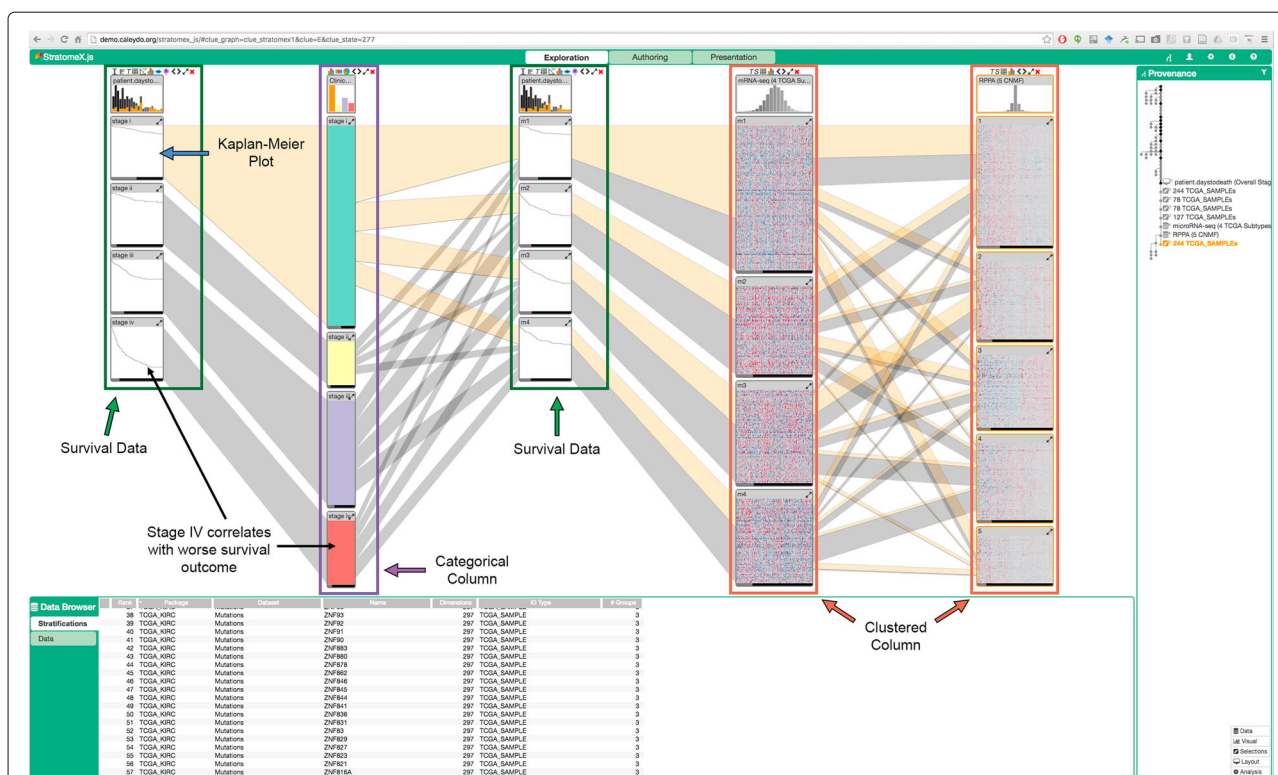 demo.caleydo.org/stratomex_js/#clue_graph=clue_stratomex1&clue=E&clue_state=277
StratomeX.js
Exploration
Authoring
Presentation
Provenance
patient.daysto...
Clinic...
patient.daysto...
mRNA-seq (4 TCGA Su...
RPPA (5 CNMF)
stage i
stage ii
stage iii
stage iv
stage i
m1
m2
m3
m4
m1
m2
m3
m4
1
2
3
4
5
Kaplan-Meier
Plot
Survival Data
Survival Data
Stage IV correlates
with worse survival
outcome
Categorical
Column
Clustered
Column
patient.daystodeath (Overall Stag
244 TCGA_SAMPLEs
78 TCGA_SAMPLEs
78 TCGA_SAMPLEs
127 TCGA_SAMPLEs
microRNA-seq (4 TCGA Subtypes
RPPA (5 CNMF)
244 TCGA_SAMPLEs
Data Browser
Stratifications
Data
Rank Package Dataset Name Dimensions ID Type # Groups
38 TCGA_KIRC Mutations ZNF93 297 TCGA_SAMPLE 3
39 TCGA_KIRC Mutations ZNF92 297 TCGA_SAMPLE 3
40 TCGA_KIRC Mutations ZNF91 297 TCGA_SAMPLE 3
41 TCGA_KIRC Mutations ZNF90 297 TCGA_SAMPLE 3
42 TCGA_KIRC Mutations ZNF883 297 TCGA_SAMPLE 3
43 TCGA_KIRC Mutations ZNF880 297 TCGA_SAMPLE 3
44 TCGA_KIRC Mutations ZNF878 297 TCGA_SAMPLE 3
45 TCGA_KIRC Mutations ZNF862 297 TCGA_SAMPLE 3
46 TCGA_KIRC Mutations ZNF846 297 TCGA_SAMPLE 3
47 TCGA_KIRC Mutations ZNF845 297 TCGA_SAMPLE 3
48 TCGA_KIRC Mutations ZNF844 297 TCGA_SAMPLE 3
49 TCGA_KIRC Mutations ZNF841 297 TCGA_SAMPLE 3
50 TCGA_KIRC Mutations ZNF836 297 TCGA_SAMPLE 3
51 TCGA_KIRC Mutations ZNF831 297 TCGA_SAMPLE 3
52 TCGA_KIRC Mutations ZNF83 297 TCGA_SAMPLE 3
53 TCGA_KIRC Mutations ZNF829 297 TCGA_SAMPLE 3
54 TCGA_KIRC Mutations ZNF827 297 TCGA_SAMPLE 3
55 TCGA_KIRC Mutations ZNF823 297 TCGA_SAMPLE 3
56 TCGA_KIRC Mutations ZNF821 297 TCGA_SAMPLE 3
57 TCGA_KIRC Mutations ZNF816A 297 TCGA_SAMPLE 3
Data
Visual
Selections
Layout
Analysis